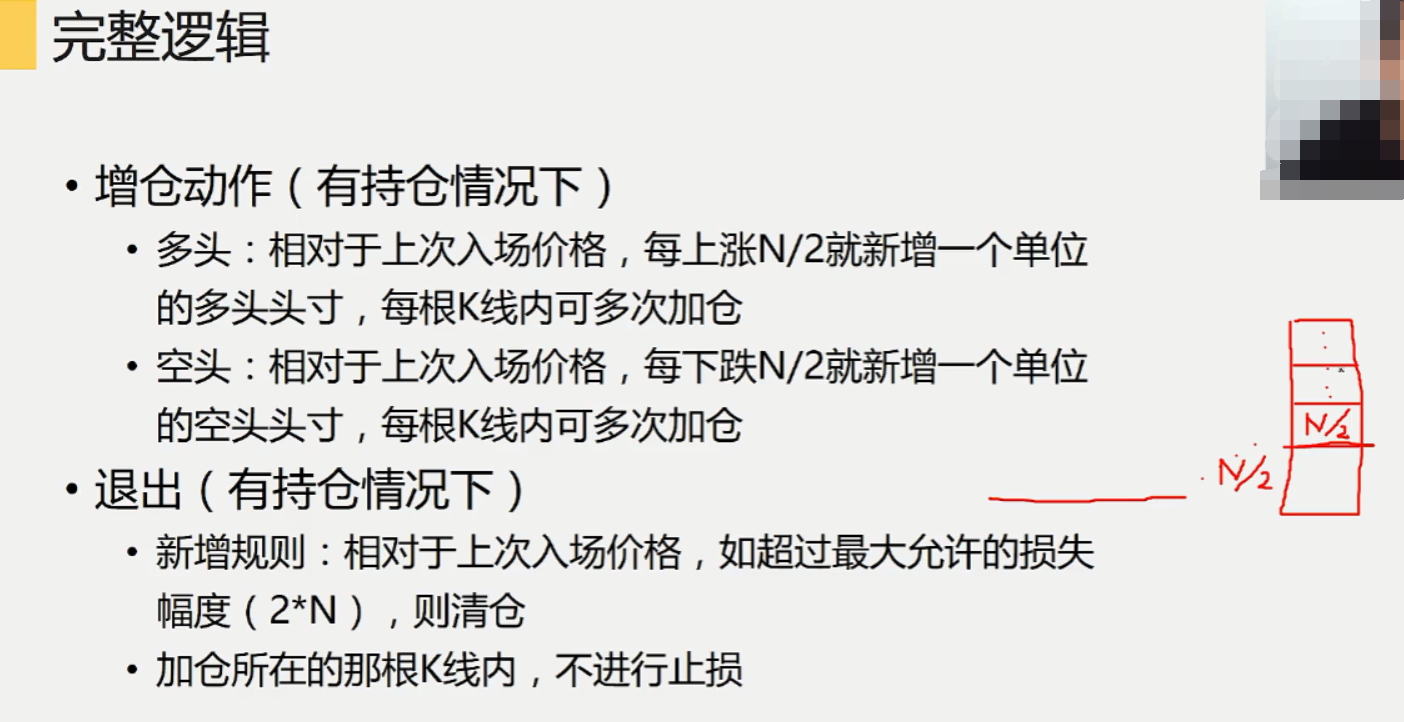 完整逻辑
• 增仓动作（有持仓情况下）
• 多头：相对于上次入场价格，每上涨N/2就新增一个单位
的多头头寸，每根K线内可多次加仓
• 空头：相对于上次入场价格，每下跌N/2就新增一个单位
的空头头寸，每根K线内可多次加仓
N/2
N/2
• 退出（有持仓情况下）
• 新增规则：相对于上次入场价格，如超过最大允许的损失
幅度（2*N），则清仓
• 加仓所在的那根K线内，不进行止损